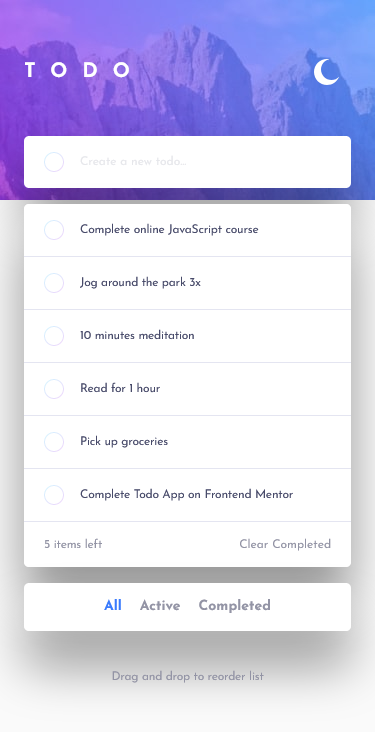 TODO
Create a new todo...
Complete online JavaScript course
Jog around the park 3x
10 minutes meditation
Read for 1 hour
Pick up groceries
Complete Todo App on Frontend Mentor
5 items left Clear Completed
All Active Completed
Drag and drop to reorder list